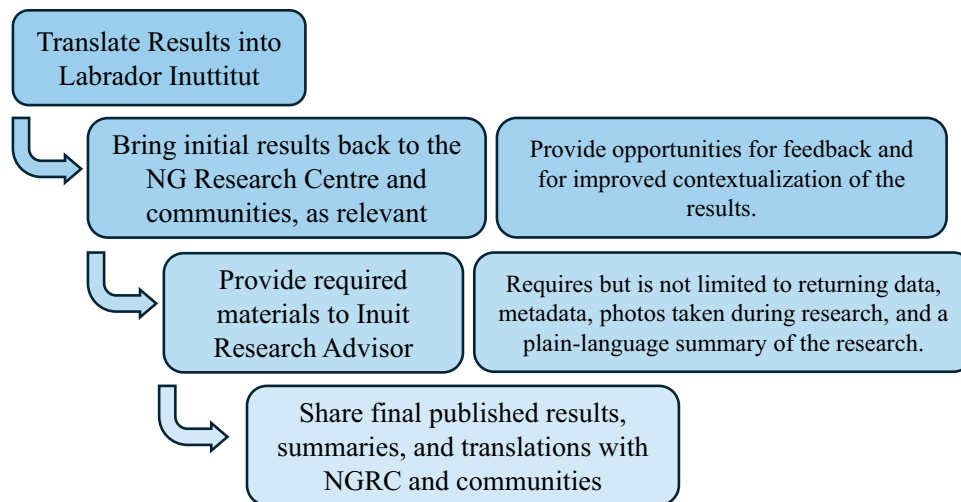 Translate Results into
Labrador Inuttitut
Bring initial results back to the
NG Research Centre and
communities, as relevant
Provide opportunities for feedback and
for improved contextualization of the
results.
Provide required
materials to Inuit
Research Advisor
Requires but is not limited to returning data,
metadata, photos taken during research, and a
plain-language summary of the research.
Share final published results,
summaries, and translations with
NGRC and communities